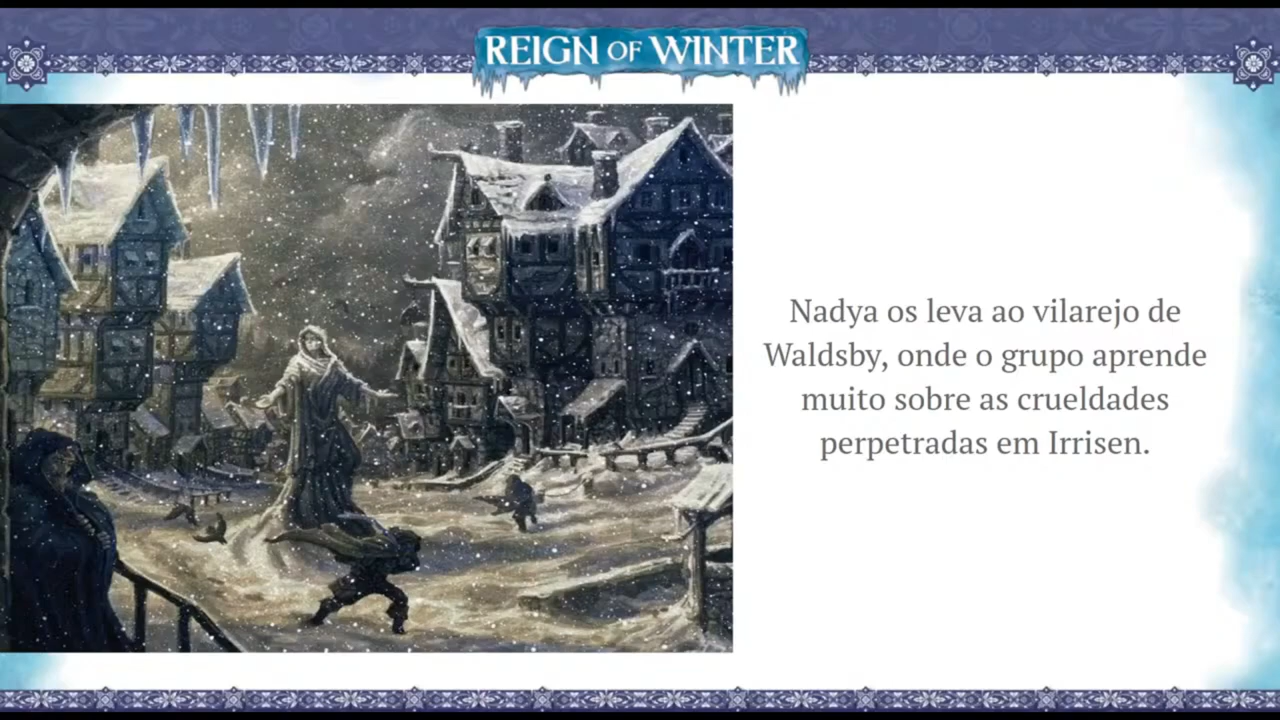 REIGN OF WINTER
Nadya os leva ao vilarejo de
Waldsby, onde o grupo aprende
muito sobre as crueldades
perpetradas em Irrisen.